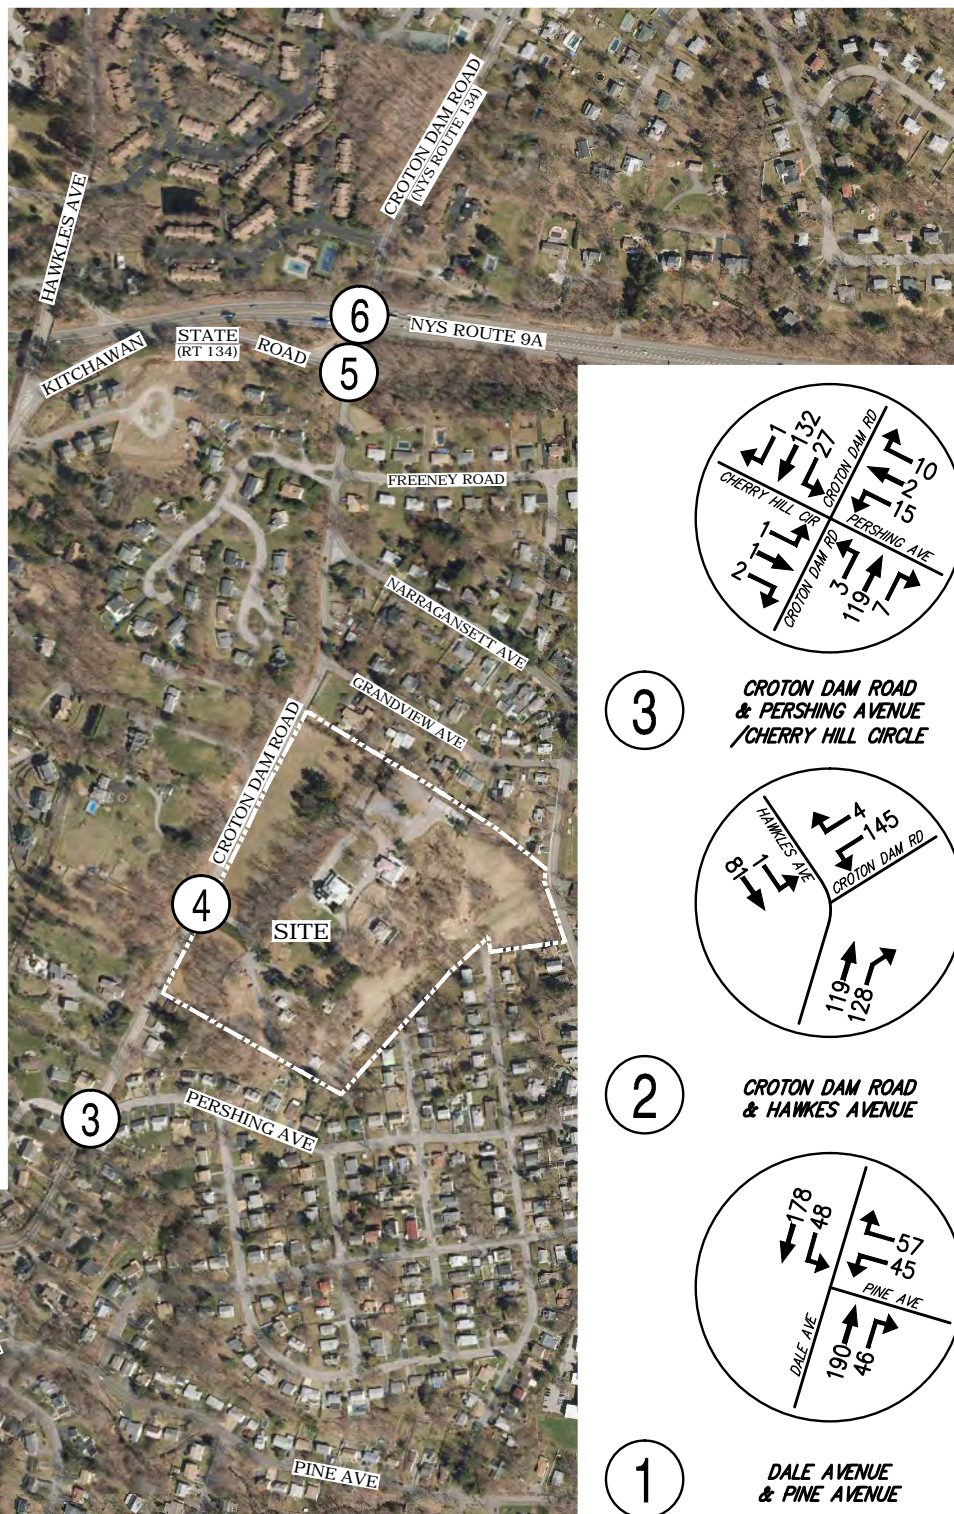 CROTON DAM ROAD
(NYS ROUTE 134)
HAWKLES AVE
6
NYS ROUTE 9A
STATE
(RT 134)
ROAD
KITCHAWAN
5
FREENEY ROAD
NARRAGANSETT AVE
GRANDVIEW AVE
CROTON DAM ROAD
4
SITE
3
PERSHING AVE
PINE AVE
1
132
27
CROTON DAM RD
10
2
15
CHERRY HILL CIR
PERSHING AVE
1
1
2
CROTON DAM RD
3
119
7
3
CROTON DAM ROAD
& PERSHING AVENUE
/CHERRY HILL CIRCLE
HAWKLES AVE
4
145
CROTON DAM RD
81
1
119
128
2
CROTON DAM ROAD
& HAWKES AVENUE
178
48
57
45
PINE AVE
DALE AVE
190
46
1
DALE AVENUE
& PINE AVENUE